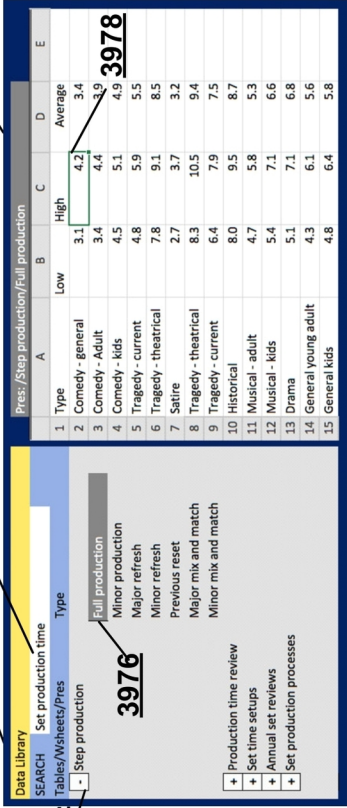 Data Library
SEARCH Set production time
Tables/Wsheets/Pres Type
- Step production
Full production
Minor production
Major refresh
Minor refresh
Previous reset
Major mix and match
Minor mix and match
+ Production time review
+ Set time setups
+ Annual set reviews
+ Set production processes
3976
Pres: /Step production/Full production
A B C D E
1 Type Low High Average
2 Comedy - general 3.1 4.2 3.4
3 Comedy - Adult 3.4 4.4 3.9
4 Comedy - kids 4.5 5.1 4.9
5 Tragedy - current 4.8 5.9 5.5
6 Tragedy - theatrical 7.8 9.1 8.5
7 Satire 2.7 3.7 3.2
8 Tragedy - theatrical 8.3 10.5 9.4
9 Tragedy - current 6.4 7.9 7.5
10 Historical 8.0 9.5 8.7
11 Musical - adult 4.7 5.8 5.3
12 Musical - kids 5.4 7.1 6.6
13 Drama 5.1 7.1 6.8
14 General young adult 4.3 6.1 5.6
15 General kids 4.8 6.4 5.8
3978